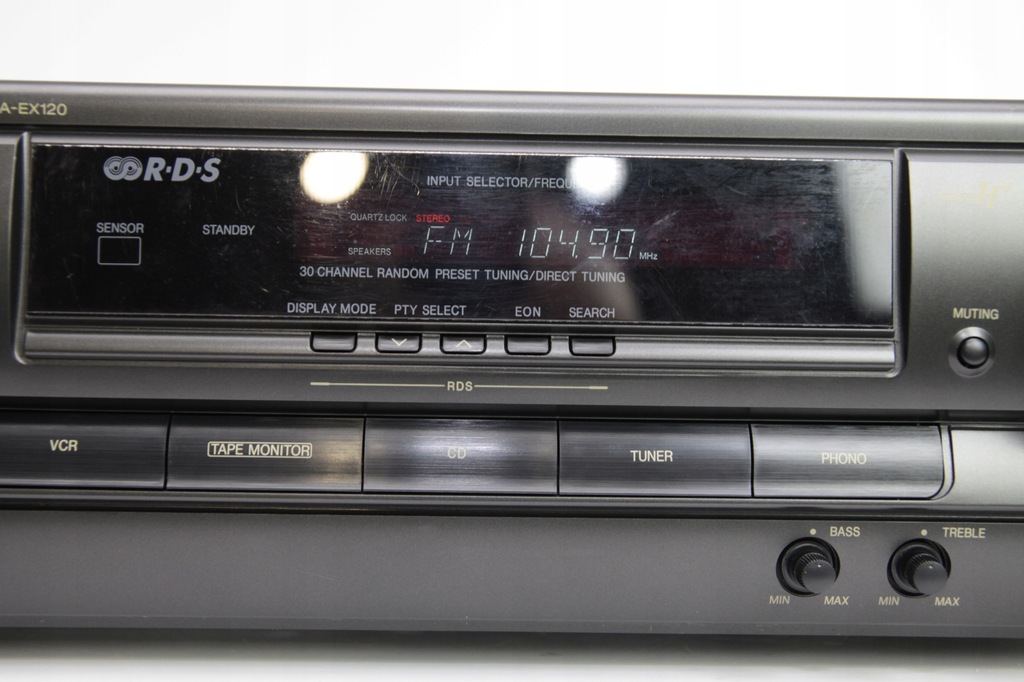 A-EX120
R·D·S
INPUT SELECTOR/FREQU
SENSOR
STANDBY
QUARTZ LOCK STEREO
SPEAKERS FM 104.90 MHz
30 CHANNEL RANDOM PRESET TUNING/DIRECT TUNING
DISPLAY MODE PTY SELECT EON SEARCH
RDS
MUTING
VCR TAPE MONITOR CD TUNER PHONO
BASS TREBLE
MIN MAX MIN MAX